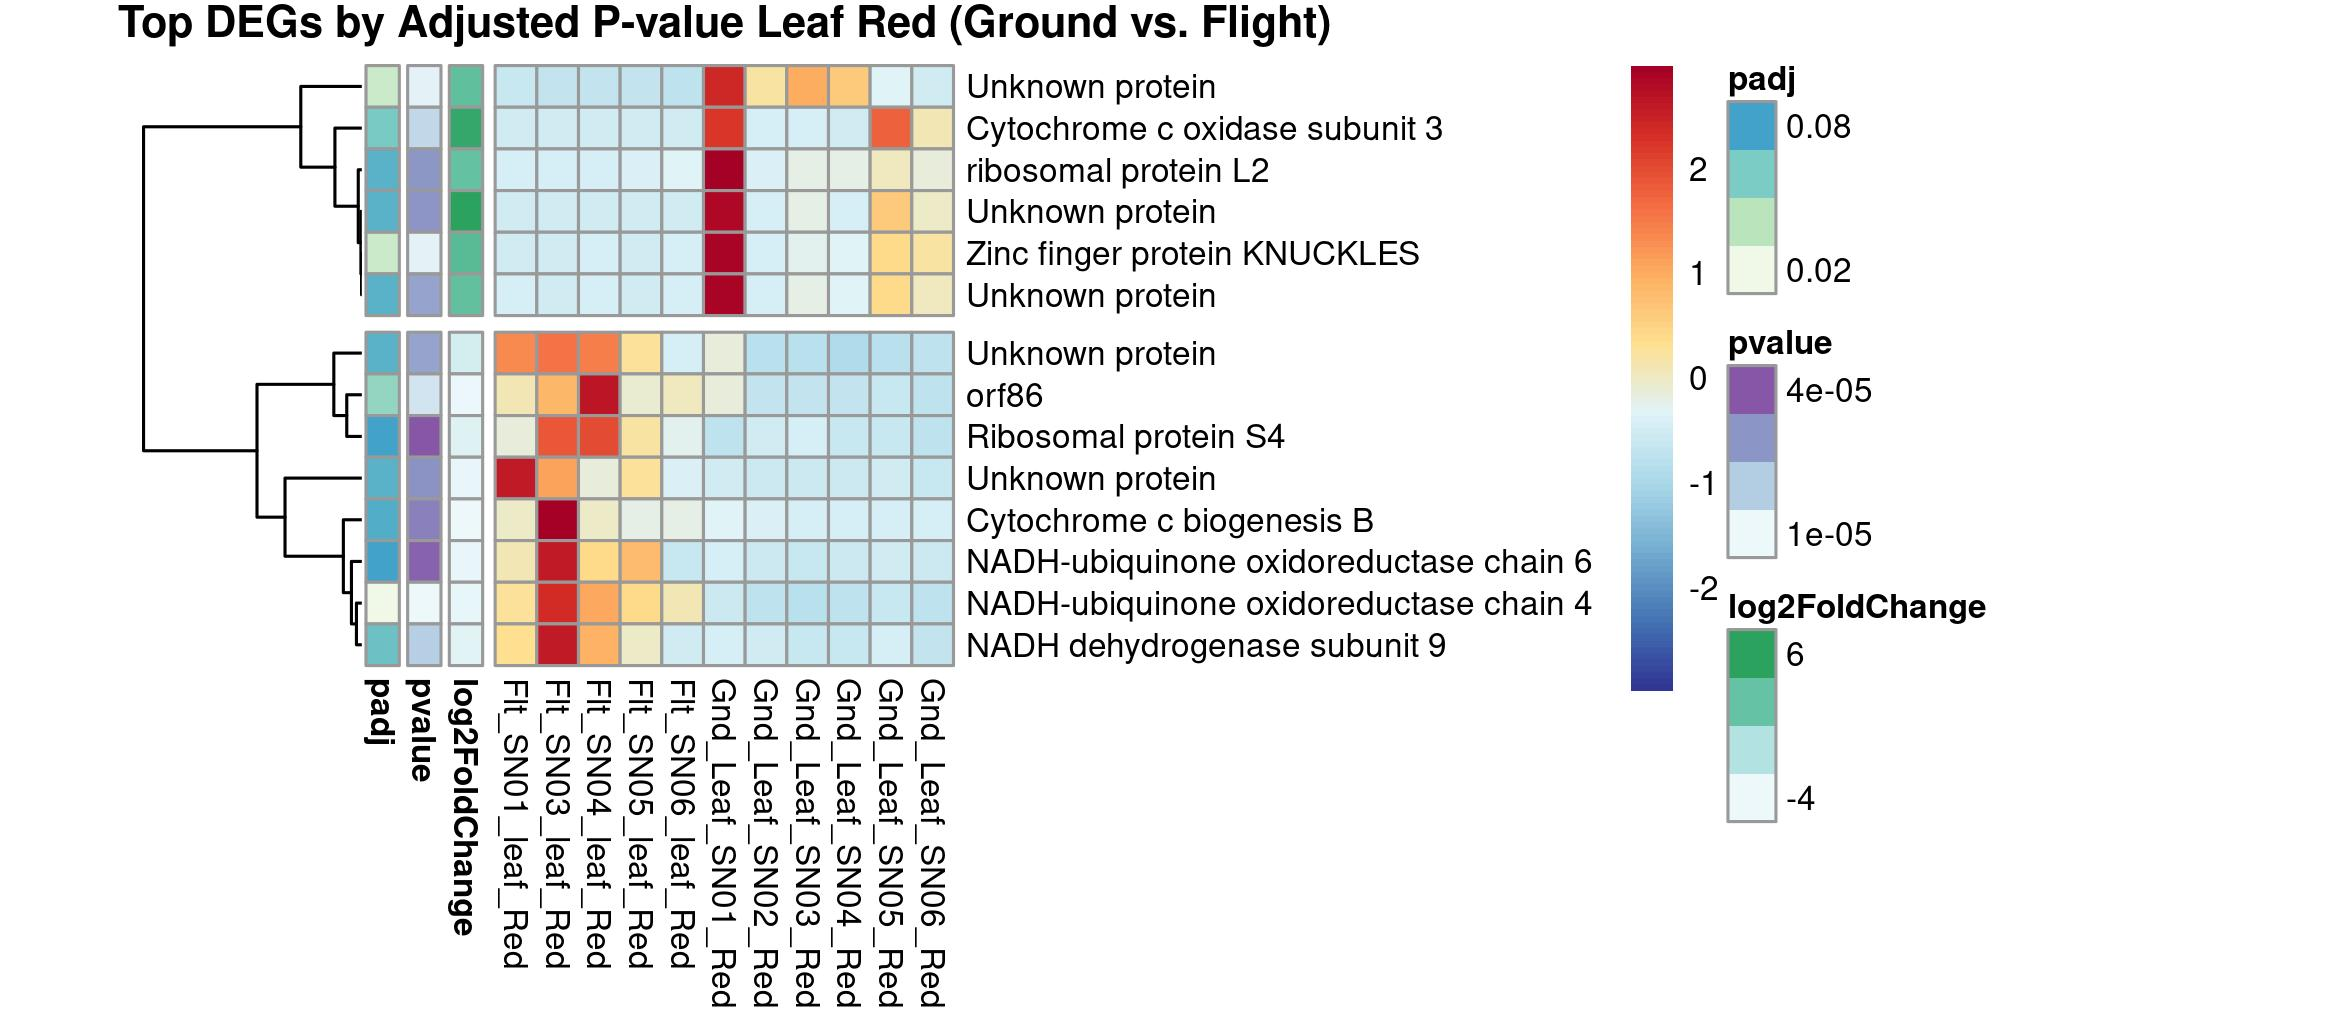 Top DEGs by Adjusted P-value Leaf Red (Ground vs. Flight)
Unknown protein
Cytochrome c oxidase subunit 3
ribosomal protein L2
Unknown protein
Zinc finger protein KNUCKLES
Unknown protein
Unknown protein
orf86
Ribosomal protein S4
Unknown protein
Cytochrome c biogenesis B
NADH-ubiquinone oxidoreductase chain 6
NADH-ubiquinone oxidoreductase chain 4
NADH dehydrogenase subunit 9
padj
pvalue
log2FoldChange
Flt_SN01_leaf_Red
Flt_SN03_leaf_Red
Flt_SN04_leaf_Red
Flt_SN05_leaf_Red
Flt_SN06_leaf_Red
Gnd_Leaf_SN01_Red
Gnd_Leaf_SN02_Red
Gnd_Leaf_SN03_Red
Gnd_Leaf_SN04_Red
Gnd_Leaf_SN05_Red
Gnd_Leaf_SN06_Red
2
1
0
-1
-2
padj
0.08
0.02
pvalue
4e-05
1e-05
log2FoldChange
6
-4